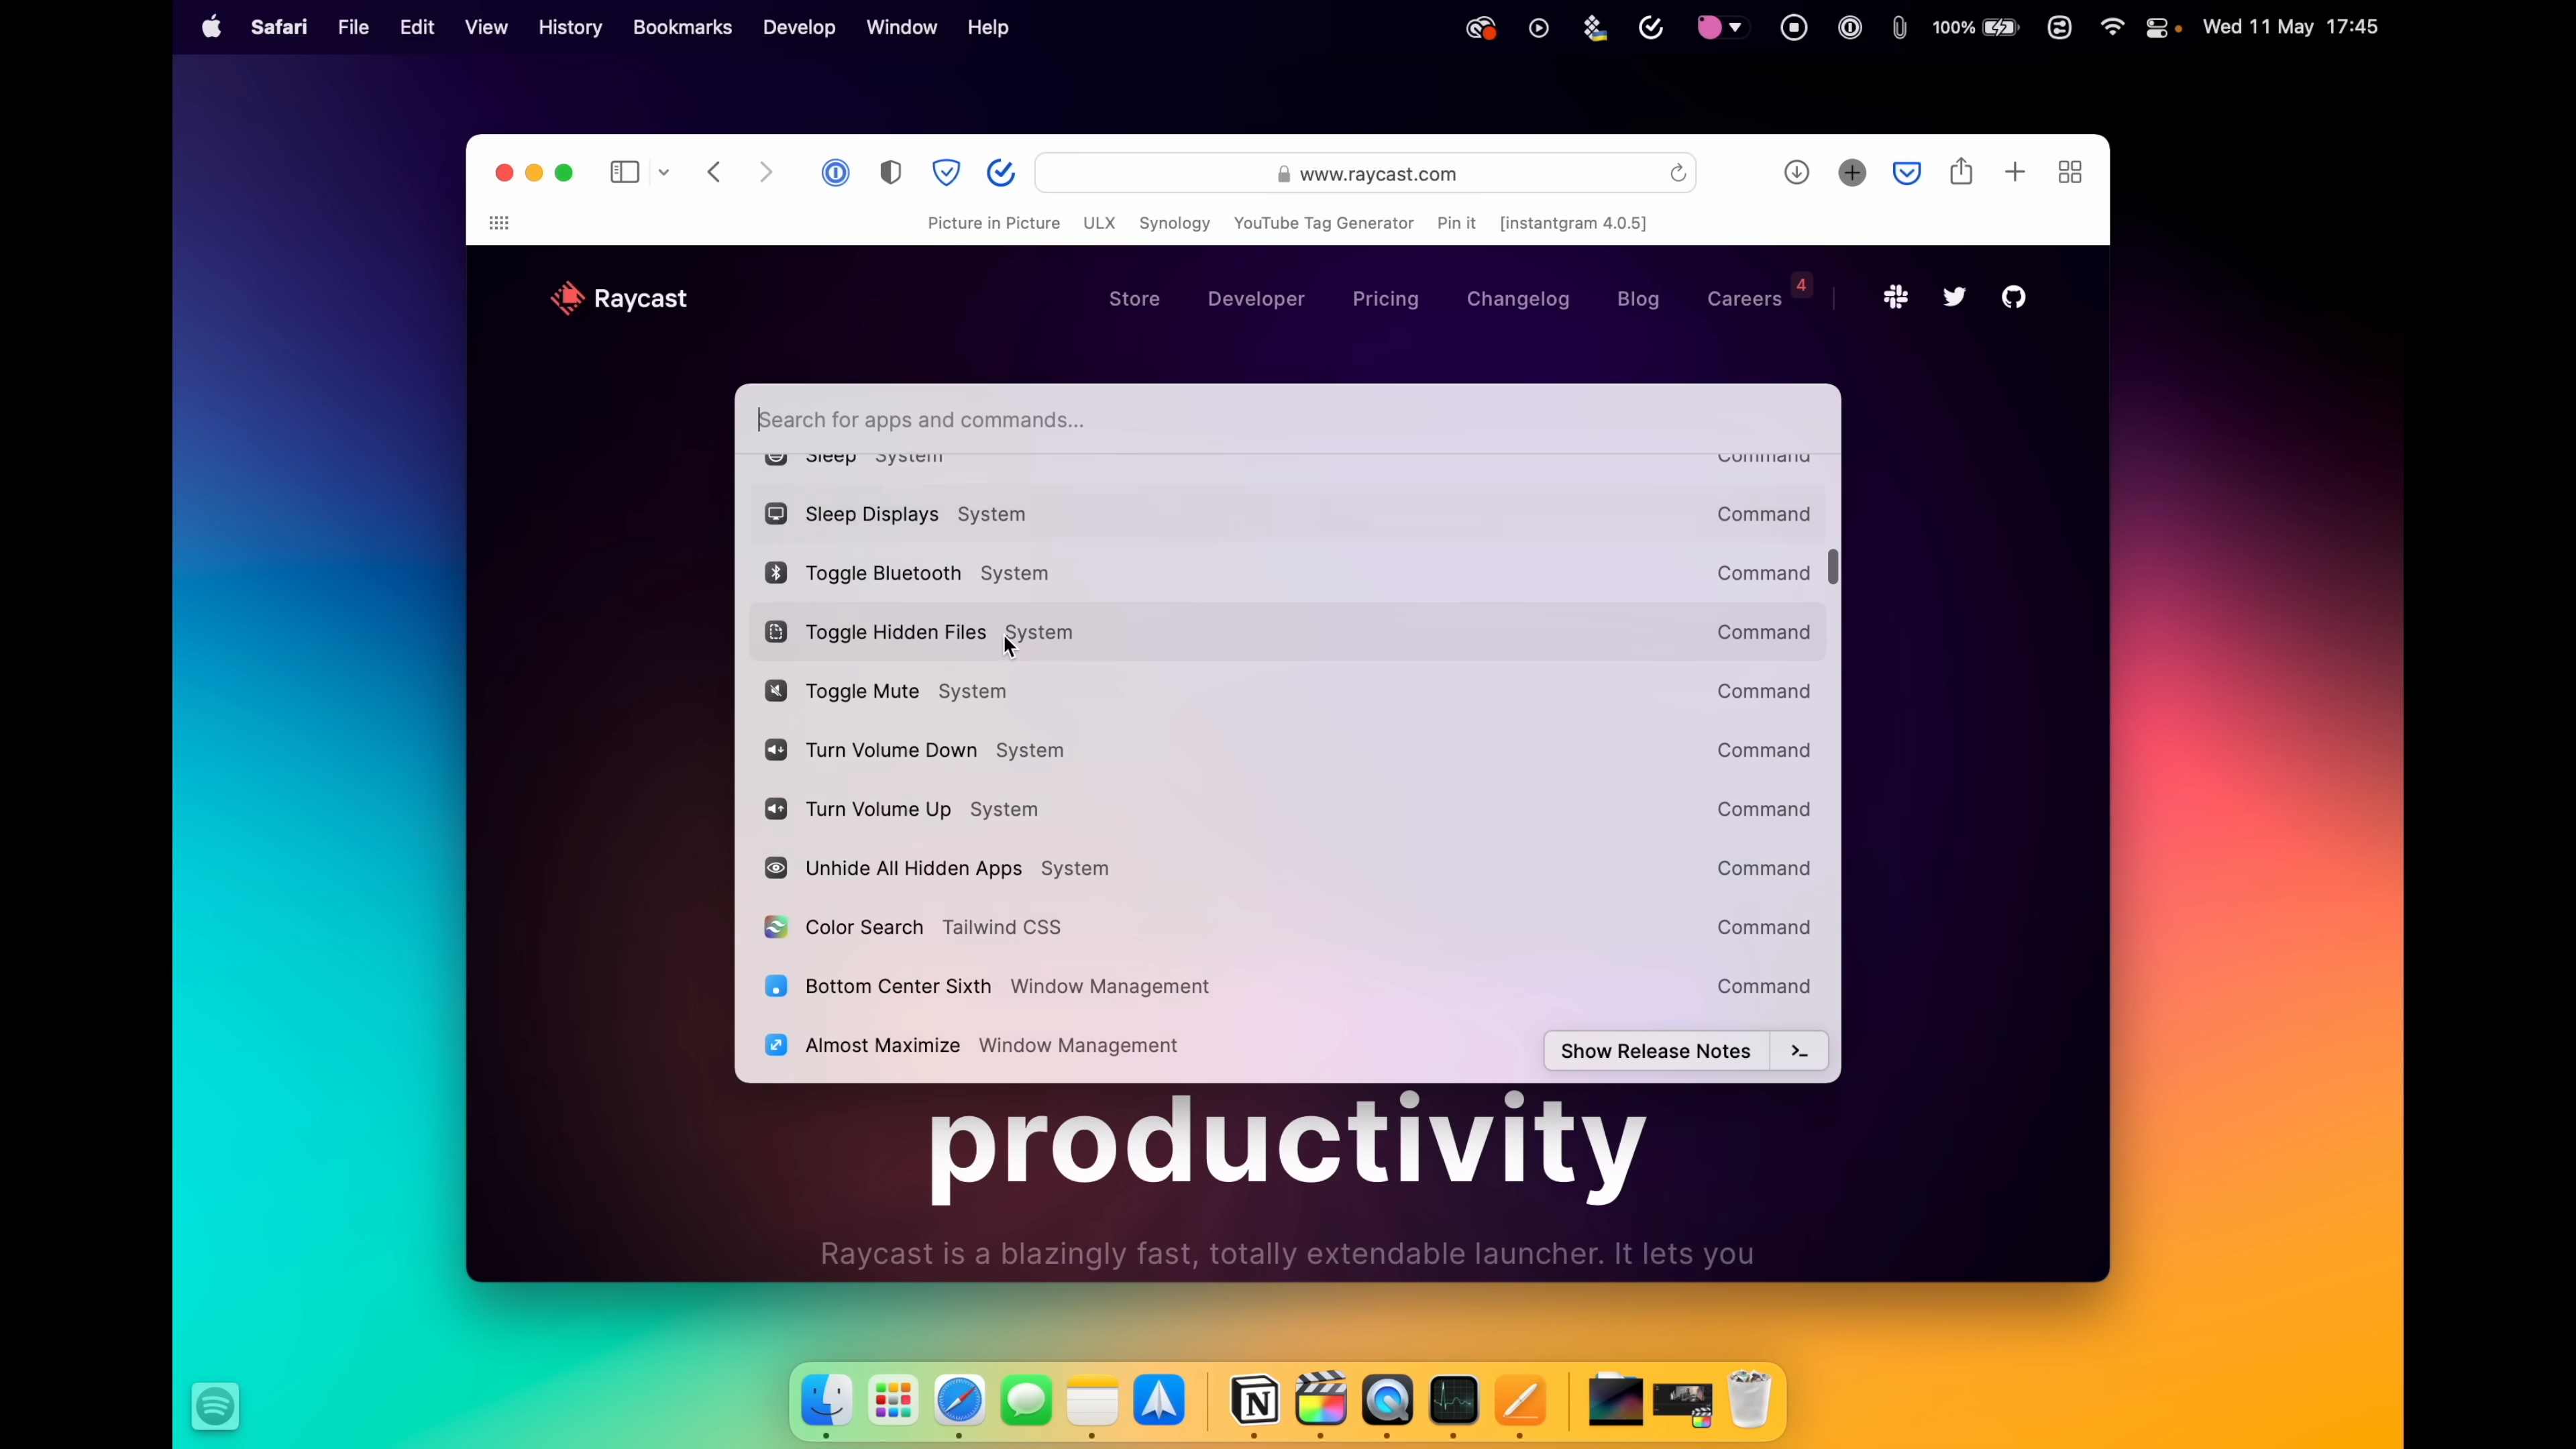 Safari File Edit View History Bookmarks Develop Window Help 100% Wed 11 May 17:45
www.raycast.com
Picture in Picture ULX Synology YouTube Tag Generator Pin it [instantgram 4.0.5]
Raycast Store Developer Pricing Changelog Blog Careers 4
Search for apps and commands...
Sleep System Command
Sleep Displays System Command
Toggle Bluetooth System Command
Toggle Hidden Files System Command
Toggle Mute System Command
Turn Volume Down System Command
Turn Volume Up System Command
Unhide All Hidden Apps System Command
Color Search Tailwind CSS Command
Bottom Center Sixth Window Management Command
Almost Maximize Window Management
Show Release Notes
productivity
Raycast is a blazingly fast, totally extendable launcher. It lets you